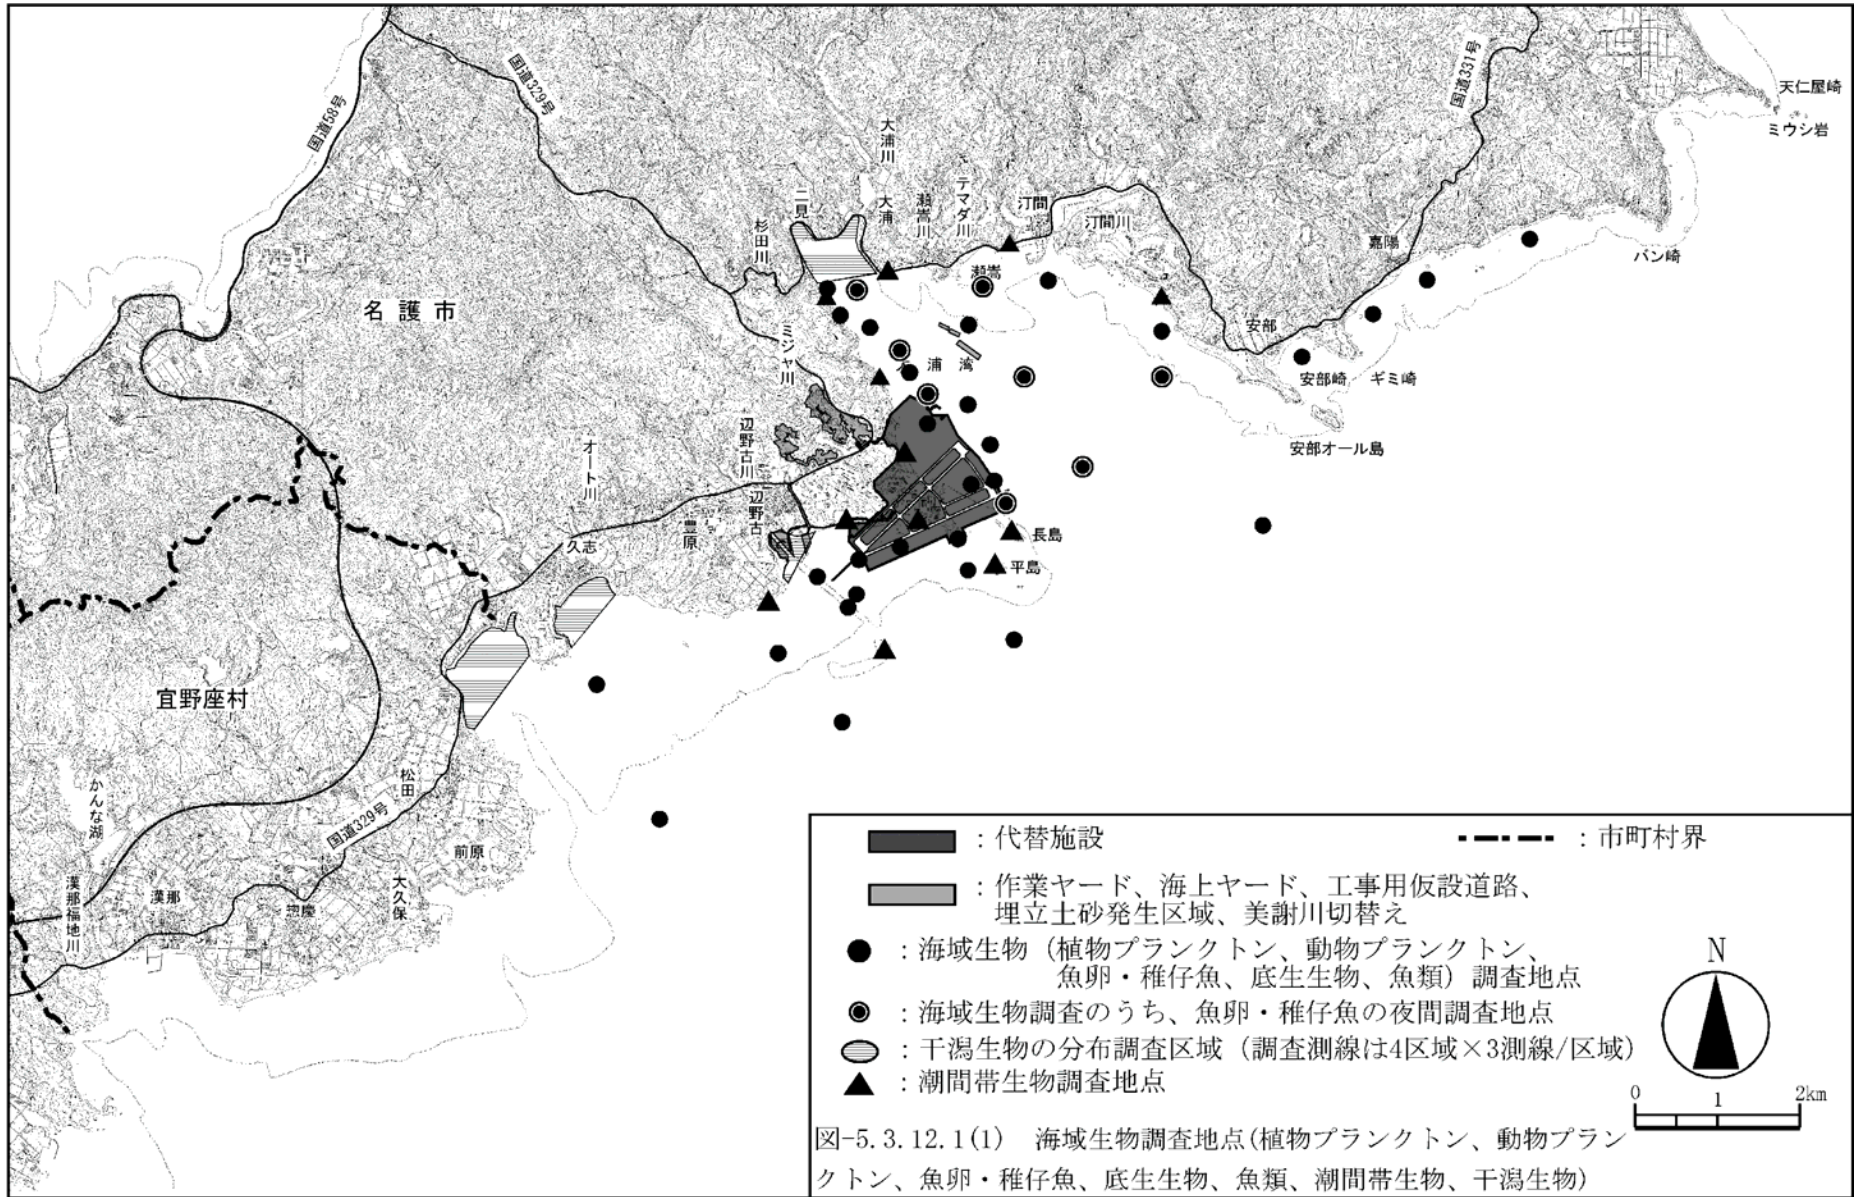 天仁屋崎
ミウシ岩
国道331号
国道329号
国道58号
大浦川
二見
大浦
瀬嵩川
テマダ川
汀間
汀間川
杉田川
嘉陽
バン崎
瀬嵩
名護市
ミジャ川
安部
浦湾
安部崎
ギミ崎
安部オール島
辺野古川
オートリ川
辺野古
豊原
久志
長島
平島
宜野座村
かんな湖
松田
国道329号
前原
漢那福地川
漢那
惣慶
大久保
：代替施設
：市町村界
：作業ヤード、海上ヤード、工事用仮設道路、
埋立土砂発生区域、美謝川切替え
：海域生物（植物プランクトン、動物プランクトン、
魚卵・稚仔魚、底生生物、魚類）調査地点
：海域生物調査のうち、魚卵・稚仔魚の夜間調査地点
：干潟生物の分布調査区域（調査測線は4区域×3測線/区域）
：潮間帯生物調査地点
N
0 1 2km
図-5.3.12.1(1) 海域生物調査地点(植物プランクトン、動物プラン
クトン、魚卵・稚仔魚、底生生物、魚類、潮間帯生物、干潟生物)